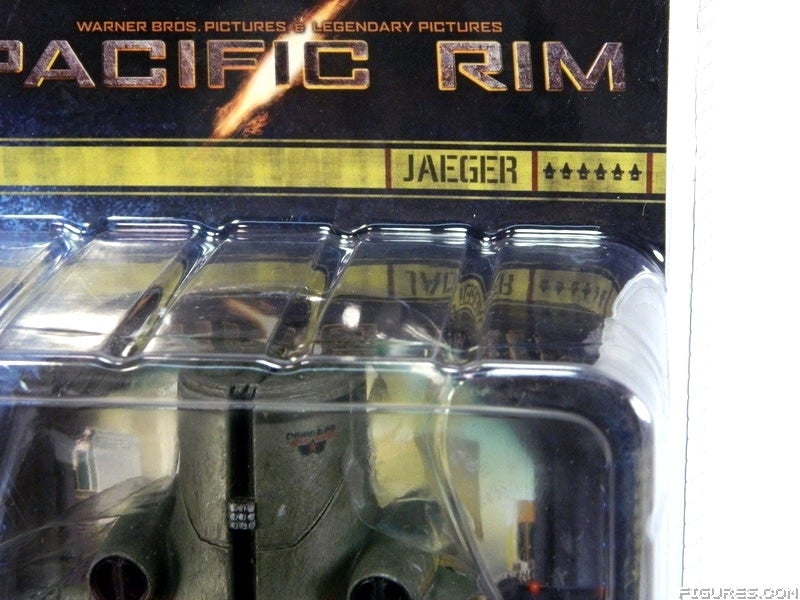 WARNER BROS. PICTURES & LEGENDARY PICTURES
PACIFIC RIM
JAEGER
FIGURES.COM